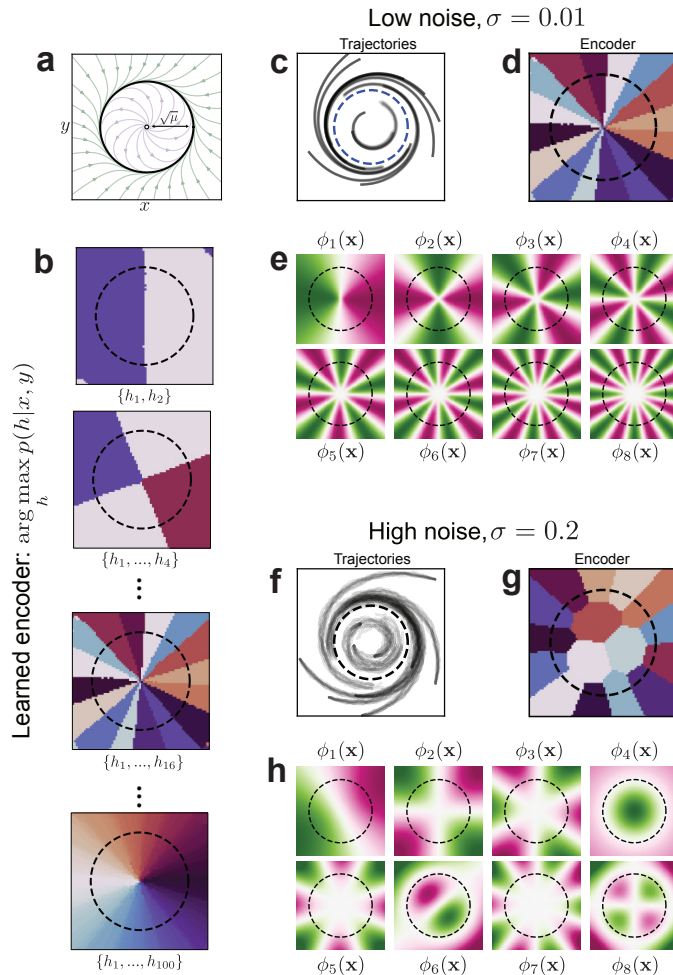 Low noise, σ = 0.01
a
y
√μ
x
c
Trajectories
d
Encoder
b
Learned encoder: arg max p(h|x, y)
h
{h₁, h₂}
{h₁, ..., h₄}
{h₁, ..., h₁₆}
{h₁, ..., h₁₀₀}
e
ϕ₁(x) ϕ₂(x) ϕ₃(x) ϕ₄(x)
ϕ₅(x) ϕ₆(x) ϕ₇(x) ϕ₈(x)
High noise, σ = 0.2
f
Trajectories
g
Encoder
h
ϕ₁(x) ϕ₂(x) ϕ₃(x) ϕ₄(x)
ϕ₅(x) ϕ₆(x) ϕ₇(x) ϕ₈(x)